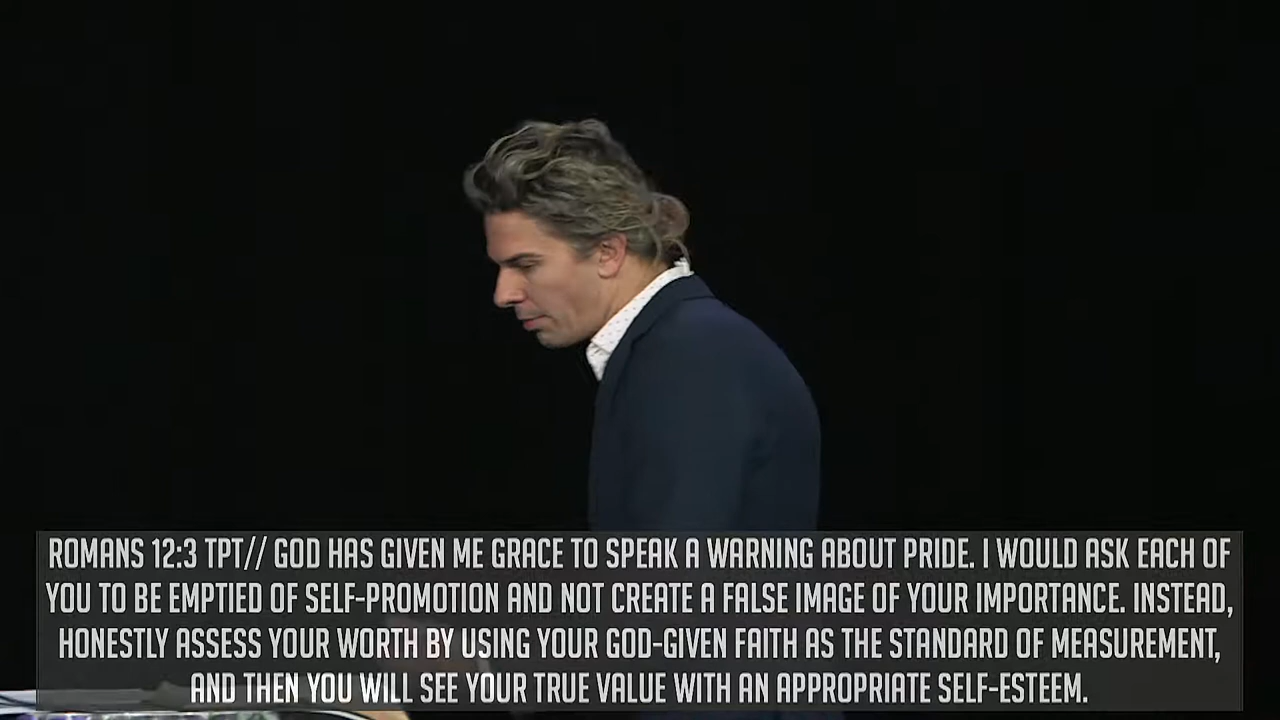 ROMANS 12:3 TPT// GOD HAS GIVEN ME GRACE TO SPEAK A WARNING ABOUT PRIDE. I WOULD ASK EACH OF
YOU TO BE EMPTIED OF SELF-PROMOTION AND NOT CREATE A FALSE IMAGE OF YOUR IMPORTANCE. INSTEAD,
HONESTLY ASSESS YOUR WORTH BY USING YOUR GOD-GIVEN FAITH AS THE STANDARD OF MEASUREMENT,
AND THEN YOU WILL SEE YOUR TRUE VALUE WITH AN APPROPRIATE SELF-ESTEEM.